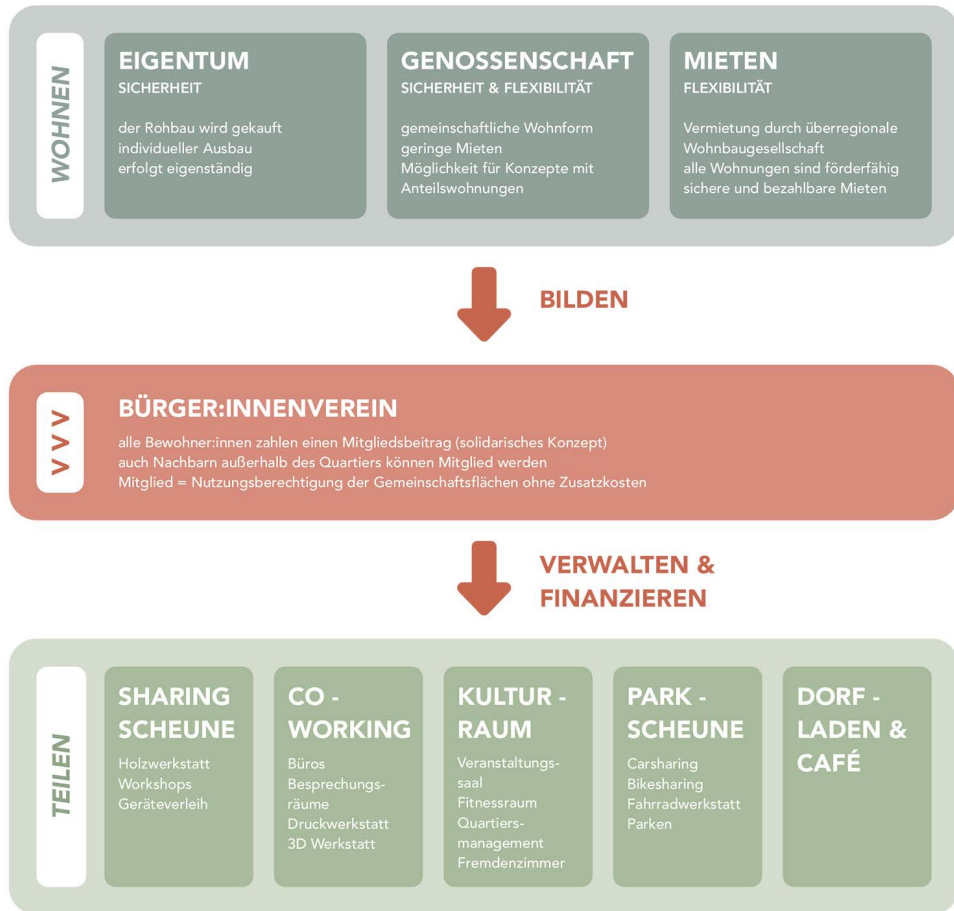 WOHNEN
EIGENTUM
SICHERHEIT
der Rohbau wird gekauft
individueller Ausbau
erfolgt eigenständig
GENOSSENSCHAFT
SICHERHEIT & FLEXIBILITÄT
gemeinschaftliche Wohnform
geringe Mieten
Möglichkeit für Konzepte mit
Anteilswohnungen
MIETEN
FLEXIBILITÄT
Vermietung durch überregionale
Wohnbaugesellschaft
alle Wohnungen sind förderfähig
sichere und bezahlbare Mieten
BILDEN
VVV
BÜRGER:INNENVEREIN
alle Bewohner:innen zahlen einen Mitgliedsbeitrag (solidarisches Konzept)
auch Nachbarn außerhalb des Quartiers können Mitglied werden
Mitglied = Nutzungsberechtigung der Gemeinschaftsflächen ohne Zusatzkosten
VERWALTEN &
FINANZIEREN
TEILEN
SHARING
SCHEUNE
Holzwerkstatt
Workshops
Geräteverleih
CO -
WORKING
Büros
Besprechungs-
räume
Druckwerkstatt
3D Werkstatt
KULTUR -
RAUM
Veranstaltungs-
saal
Fitnessraum
Quartiers-
management
Fremdenzimmer
PARK -
SCHEUNE
Carsharing
Bikesharing
Fahrradwerkstatt
Parken
DORF -
LADEN &
CAFÉ